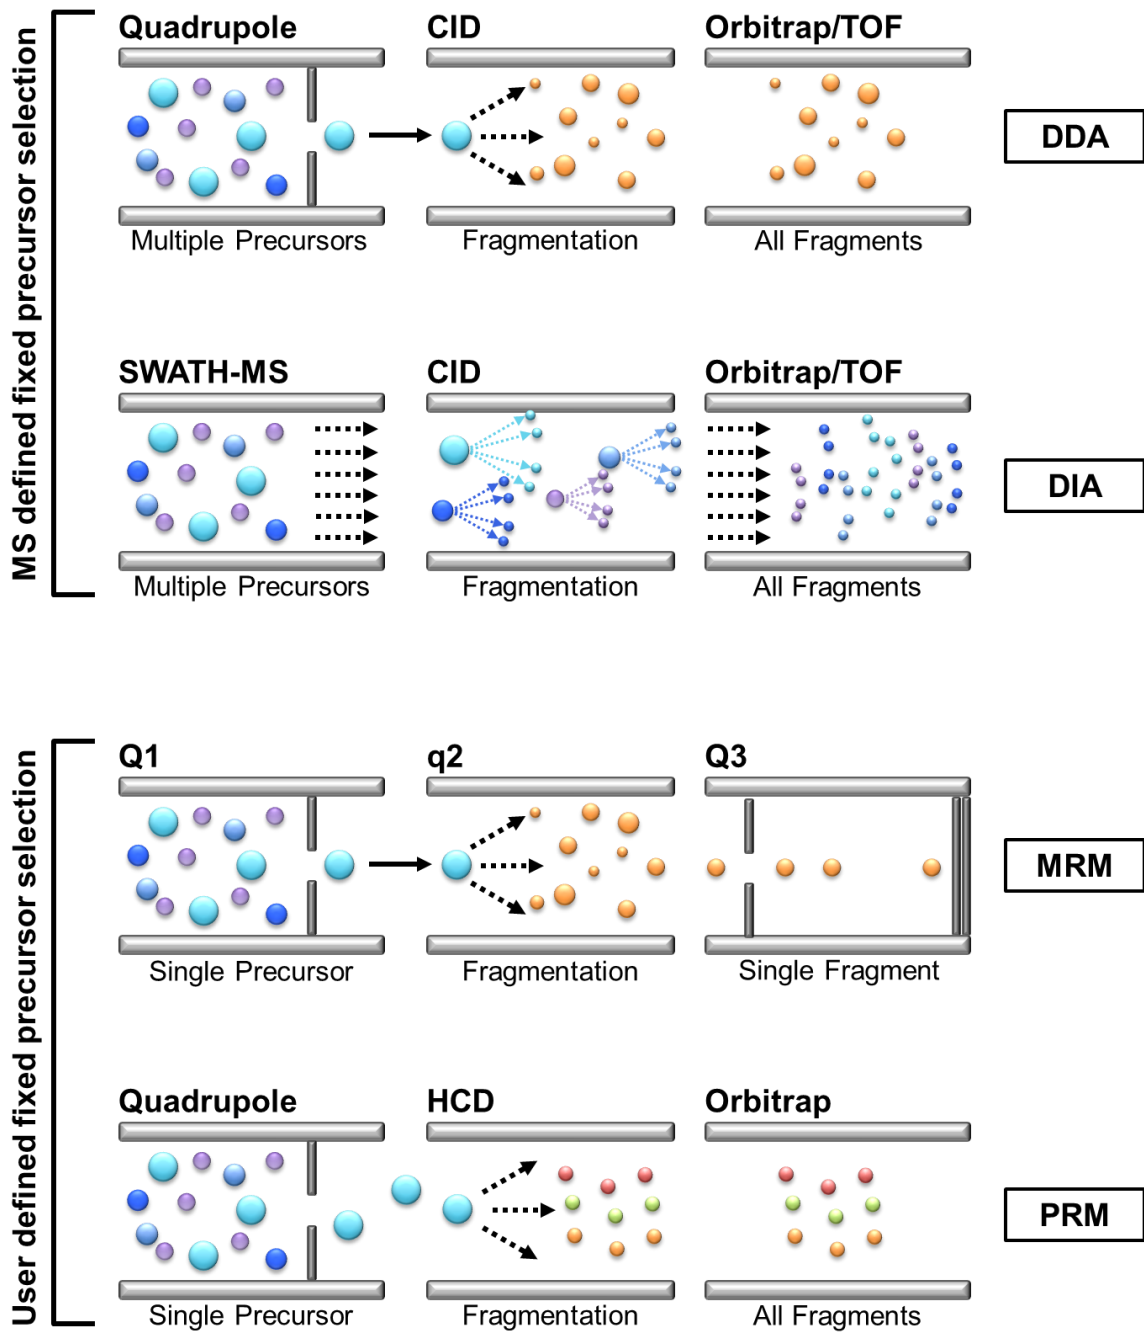 MS defined fixed precursor selection
Quadrupole
CID
Orbitrap/TOF
DDA
Multiple Precursors
Fragmentation
All Fragments
SWATH-MS
CID
Orbitrap/TOF
DIA
Multiple Precursors
Fragmentation
All Fragments
User defined fixed precursor selection
Q1
q2
Q3
MRM
Single Precursor
Fragmentation
Single Fragment
Quadrupole
HCD
Orbitrap
PRM
Single Precursor
Fragmentation
All Fragments